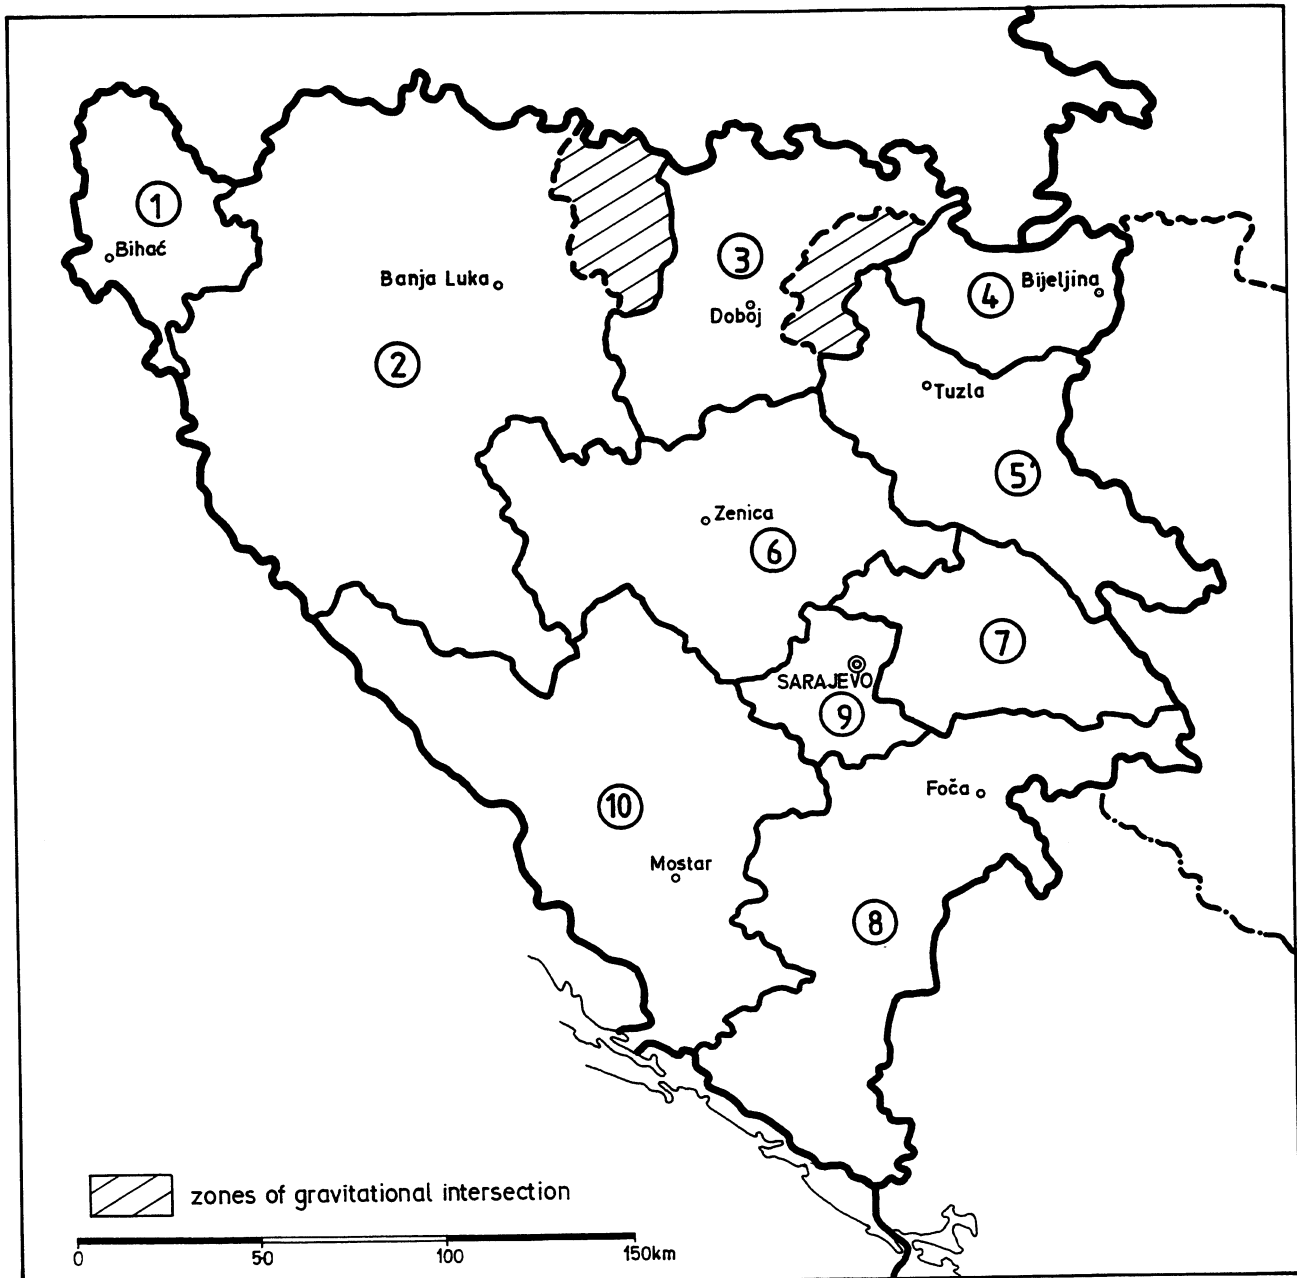 1
Bihać
Banja Luka
2
3
Doboj
4
Bijeljina
Tuzla
5
Zenica
6
7
SARAJEVO
9
Foča
10
Mostar
8
zones of gravitational intersection
0 50 100 150km